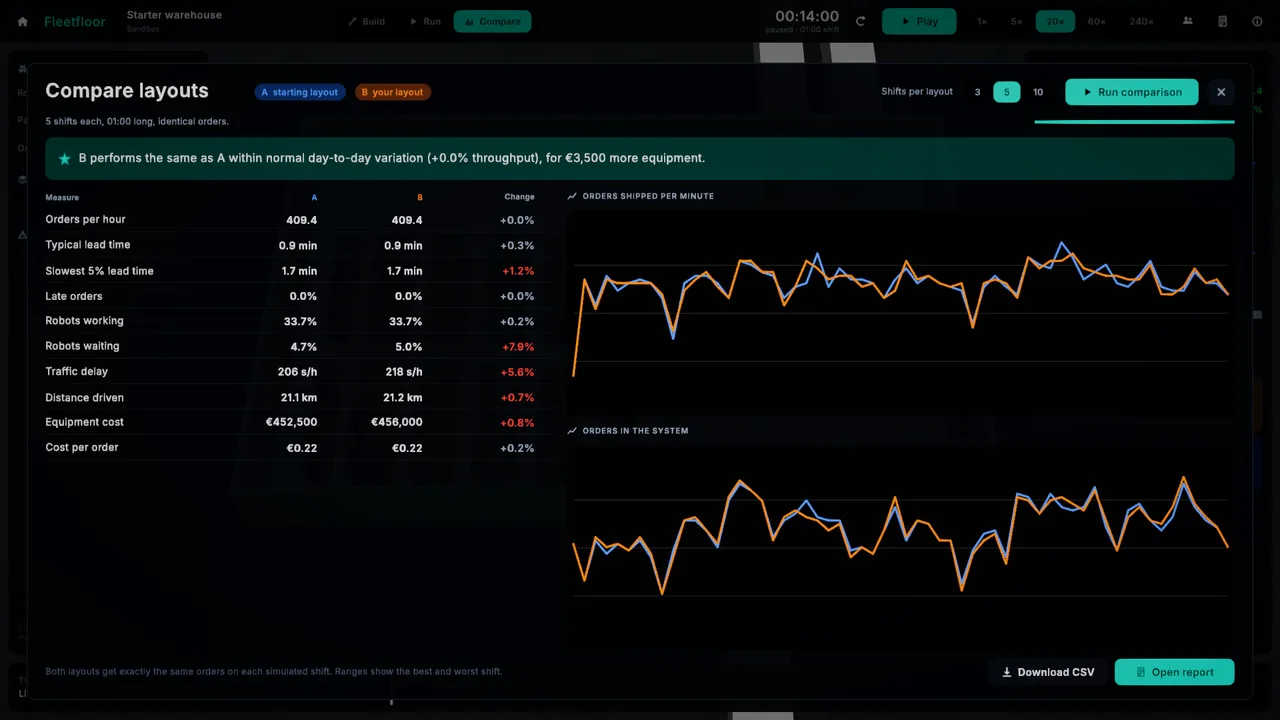 Fleetfloor
Starter warehouse
Sandbox
Build
Run
Compare
00:14:00
paused · 01:00 shift
Play
1×
5×
20×
60×
240×
Compare layouts
A starting layout
B your layout
Shifts per layout
3
5
10
Run comparison
5 shifts each, 01:00 long, identical orders.
B performs the same as A within normal day-to-day variation (+0.0% throughput), for €3,500 more equipment.
Measure A B Change
Orders per hour 409.4 409.4 +0.0%
Typical lead time 0.9 min 0.9 min +0.3%
Slowest 5% lead time 1.7 min 1.7 min +1.2%
Late orders 0.0% 0.0% +0.0%
Robots working 33.7% 33.7% +0.2%
Robots waiting 4.7% 5.0% +7.9%
Traffic delay 206 s/h 218 s/h +5.6%
Distance driven 21.1 km 21.2 km +0.7%
Equipment cost €452,500 €456,000 +0.8%
Cost per order €0.22 €0.22 +0.2%
ORDERS SHIPPED PER MINUTE
ORDERS IN THE SYSTEM
Both layouts get exactly the same orders on each simulated shift. Ranges show the best and worst shift.
Download CSV
Open report